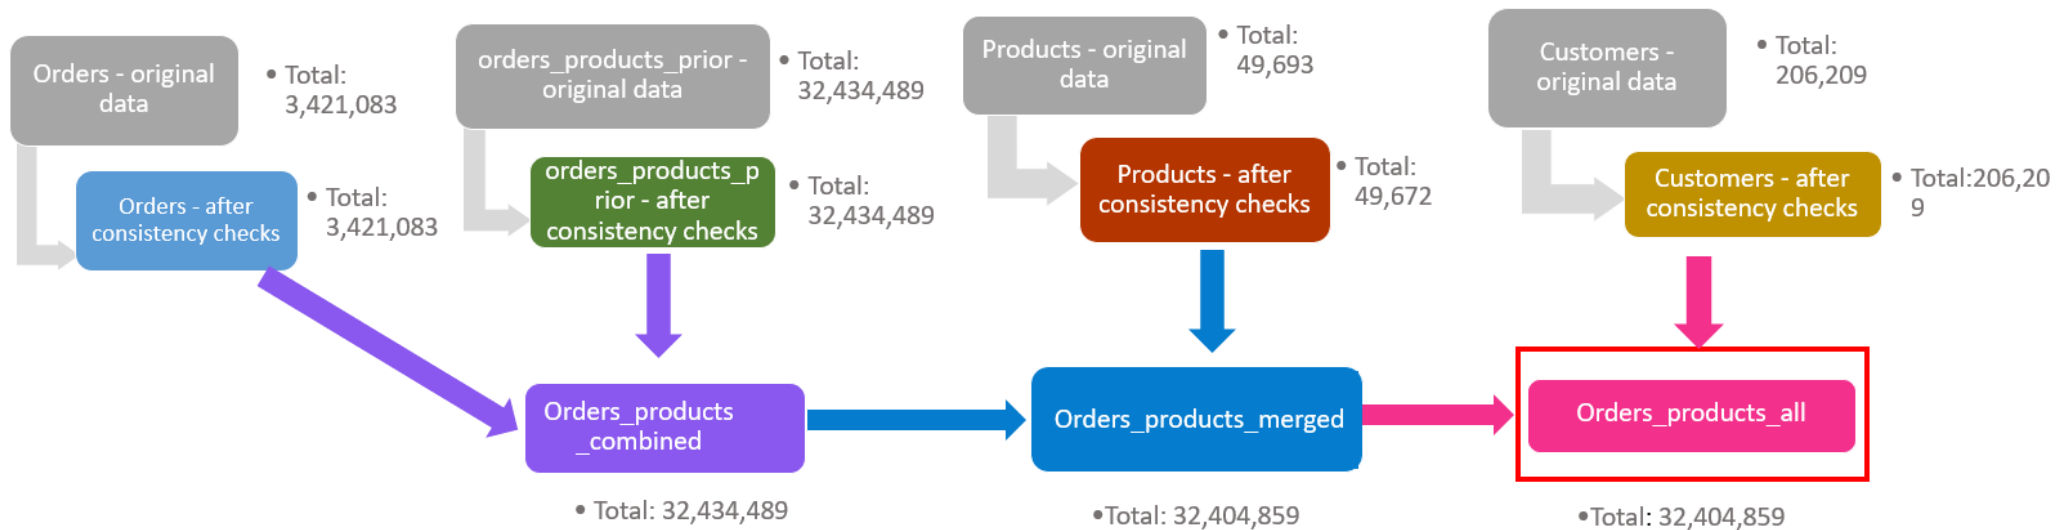 Orders - original
data
• Total:
3,421,083
orders_products_prior -
original data
• Total:
32,434,489
Products - original
data
• Total:
49,693
Customers -
original data
• Total:
206,209
Orders - after
consistency checks
• Total:
3,421,083
orders_products_p
rior - after
consistency checks
• Total:
32,434,489
Products - after
consistency checks
• Total:
49,672
Customers - after
consistency checks
• Total:206,20
9
Orders_products
_combined
• Total: 32,434,489
Orders_products_merged
•Total: 32,404,859
Orders_products_all
•Total: 32,404,859